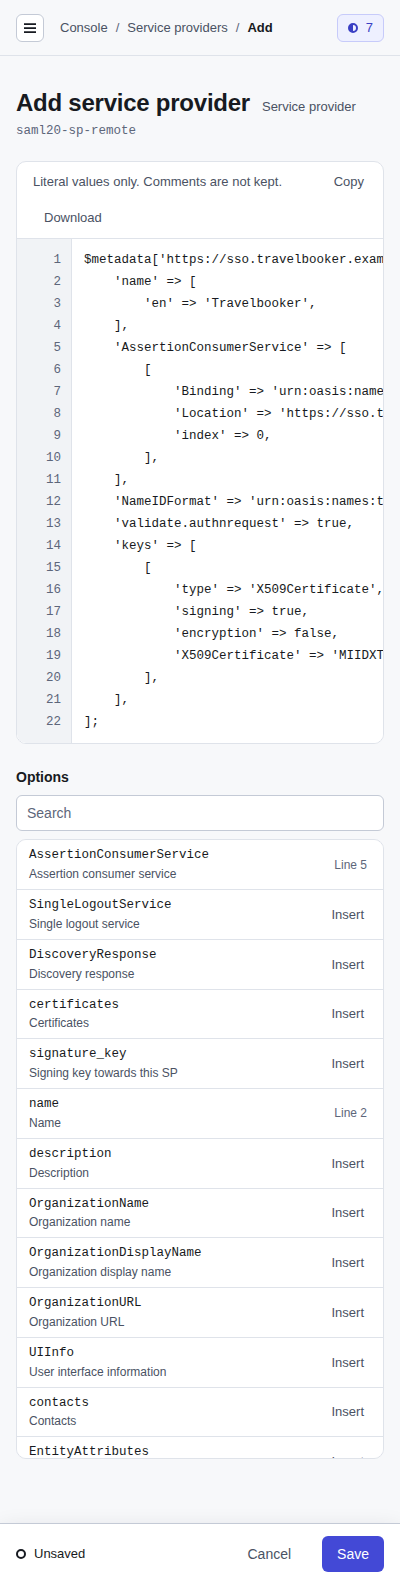 Console / Service providers / Add
7
Add service provider Service provider
saml20-sp-remote
Literal values only. Comments are not kept. Copy
Download
1 $metadata['https://sso.travelbooker.exam
2 'name' => [
3 'en' => 'Travelbooker',
4 ],
5 'AssertionConsumerService' => [
6 [
7 'Binding' => 'urn:oasis:name
8 'Location' => 'https://sso.t
9 'index' => 0,
10 ],
11 ],
12 'NameIDFormat' => 'urn:oasis:names:t
13 'validate.authnrequest' => true,
14 'keys' => [
15 [
16 'type' => 'X509Certificate',
17 'signing' => true,
18 'encryption' => false,
19 'X509Certificate' => 'MIIDXT
20 ],
21 ],
22 ];
Options
Search
AssertionConsumerService
Assertion consumer service
Line 5
SingleLogoutService
Single logout service
Insert
DiscoveryResponse
Discovery response
Insert
certificates
Certificates
Insert
signature_key
Signing key towards this SP
Insert
name
Name
Line 2
description
Description
Insert
OrganizationName
Organization name
Insert
OrganizationDisplayName
Organization display name
Insert
OrganizationURL
Organization URL
Insert
UIInfo
User interface information
Insert
contacts
Contacts
Insert
EntityAttributes
Unsaved
Cancel
Save